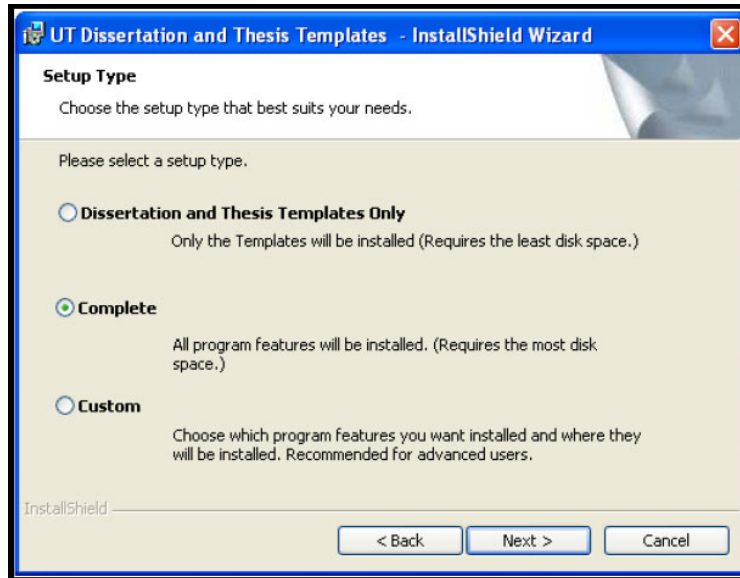 UT Dissertation and Thesis Templates - InstallShield Wizard
Setup Type
Choose the setup type that best suits your needs.
Please select a setup type.
Dissertation and Thesis Templates Only
Only the Templates will be installed (Requires the least disk space.)
Complete
All program features will be installed. (Requires the most disk
space.)
Custom
Choose which program features you want installed and where they
will be installed. Recommended for advanced users.
InstallShield
< Back Next > Cancel